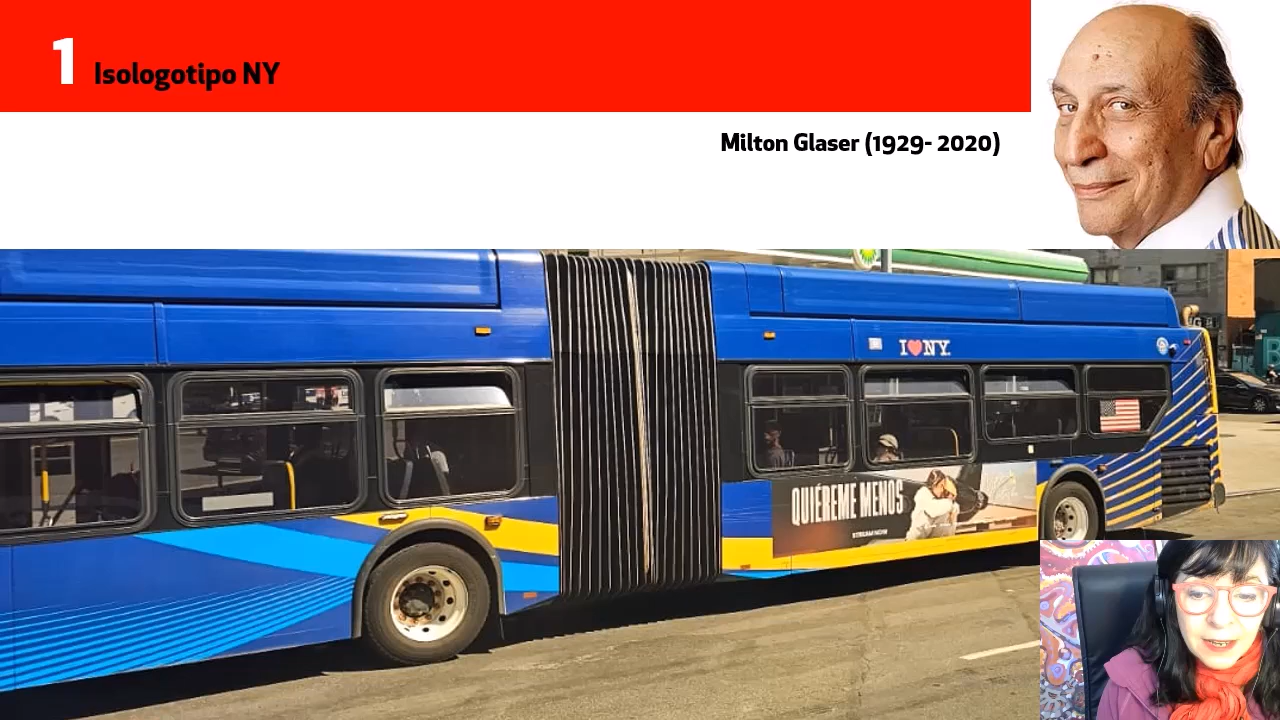 1 Isologotipo NY
Milton Glaser (1929- 2020)
I❤NY.
QUIÉREME MENOS
STREAM NOW